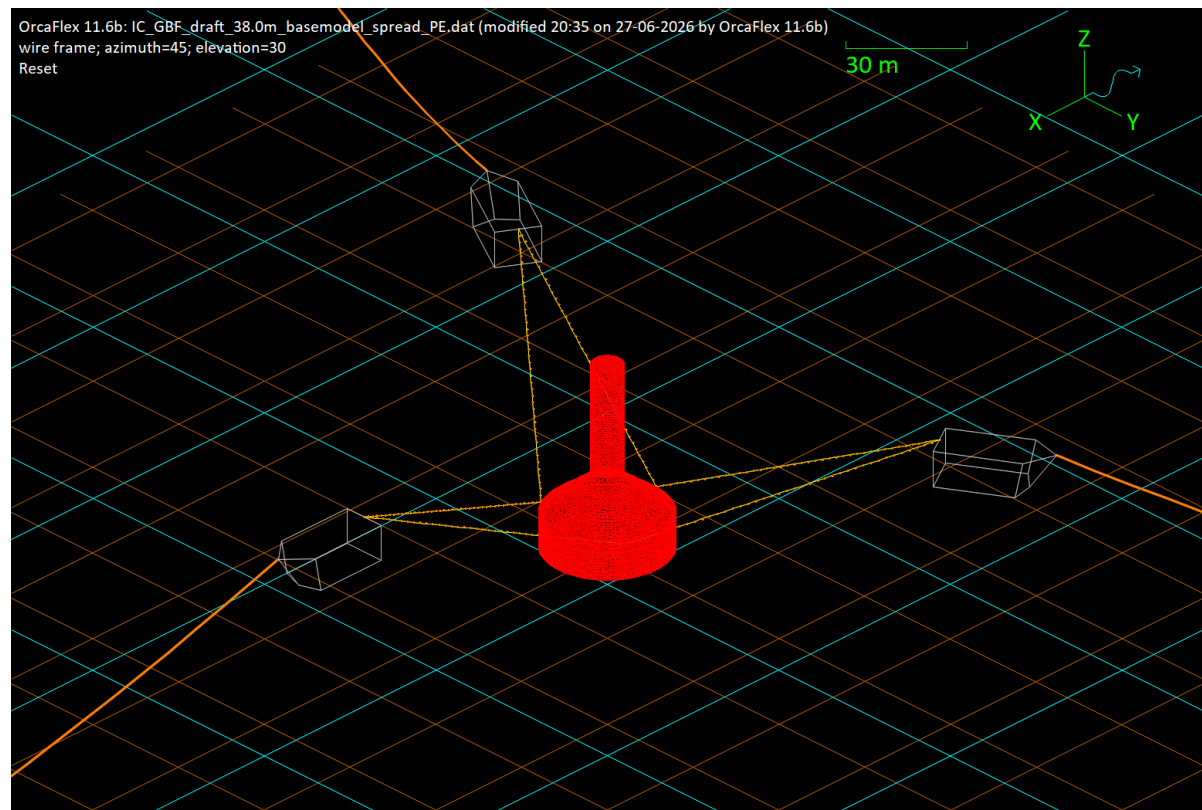 OrcaFlex 11.6b: IC_GBF_draft_38.0m_basemodel_spread_PE.dat (modified 20:35 on 27-06-2026 by OrcaFlex 11.6b)
wire frame; azimuth=45; elevation=30
Reset
30 m
Z
X
Y